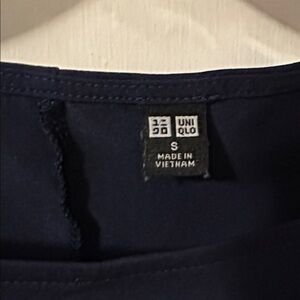 ユニ UNI
クロ QLO
S
MADE IN
VIETNAM